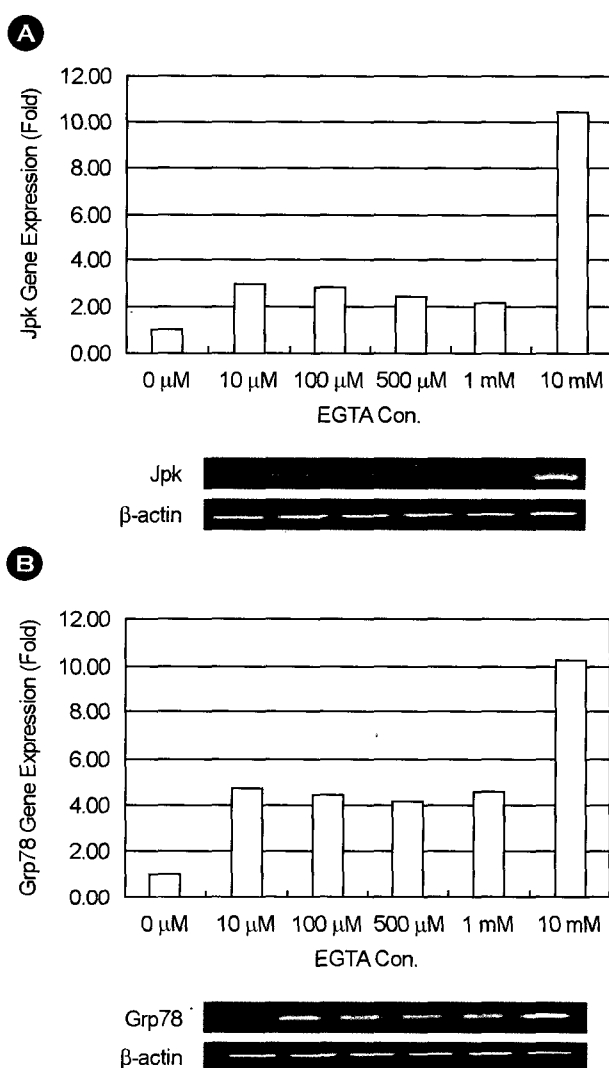 A
Jpk Gene Expression (Fold)
12.00
10.00
8.00
6.00
4.00
2.00
0.00
0 μM 10 μM 100 μM 500 μM 1 mM 10 mM
EGTA Con.
Jpk
β-actin
B
Grp78 Gene Expression (Fold)
12.00
10.00
8.00
6.00
4.00
2.00
0.00
0 μM 10 μM 100 μM 500 μM 1 mM 10 mM
EGTA Con.
Grp78
β-actin